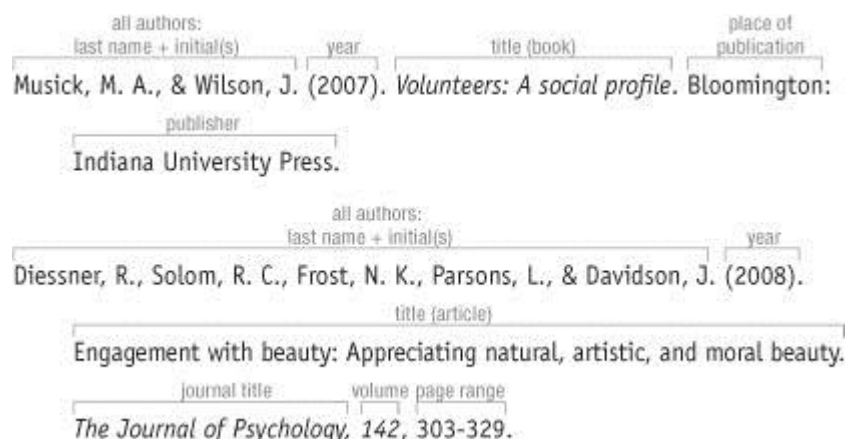 all authors:
last name + initial(s) year title (book) place of publication
Musick, M. A., & Wilson, J. (2007). Volunteers: A social profile. Bloomington:
publisher
Indiana University Press.
all authors:
last name + initial(s) year
Diessner, R., Solom, R. C., Frost, N. K., Parsons, L., & Davidson, J. (2008).
title (article)
Engagement with beauty: Appreciating natural, artistic, and moral beauty.
journal title volume page range
The Journal of Psychology, 142, 303-329.